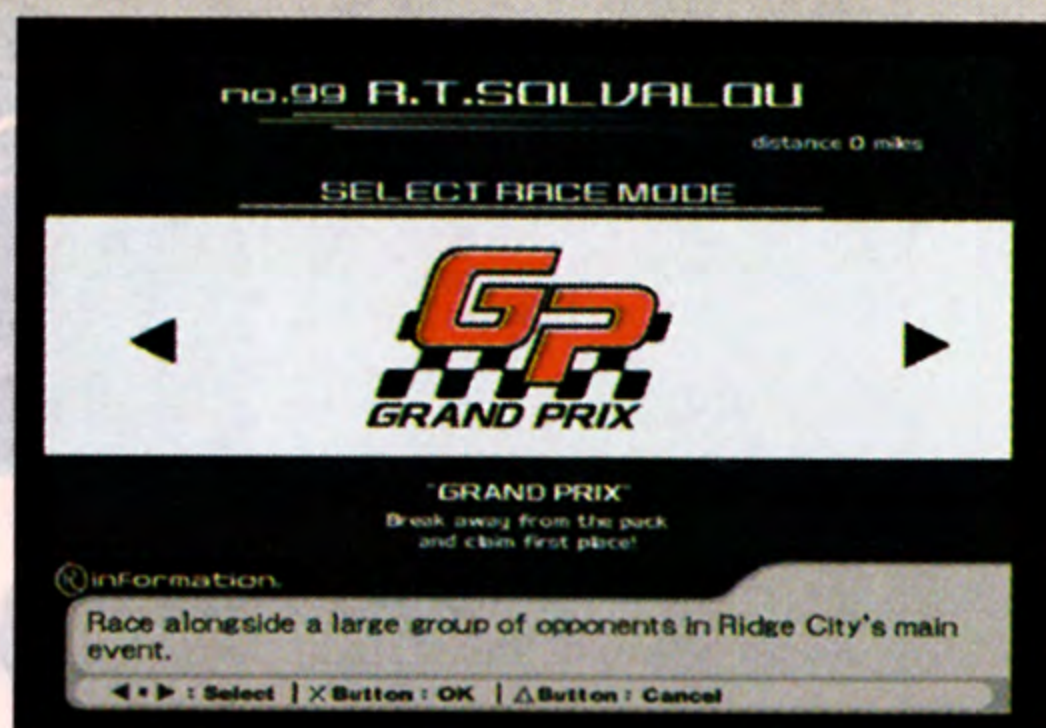 no.99 R.T.SOLVALOU
distance 0 miles
SELECT RACE MODE
GP
GRAND PRIX
"GRAND PRIX"
Break away from the pack
and claim first place!
R information.
Race alongside a large group of opponents in Ridge City's main
event.
◀ • ▶ : Select | ✕ Button : OK | △ Button : Cancel